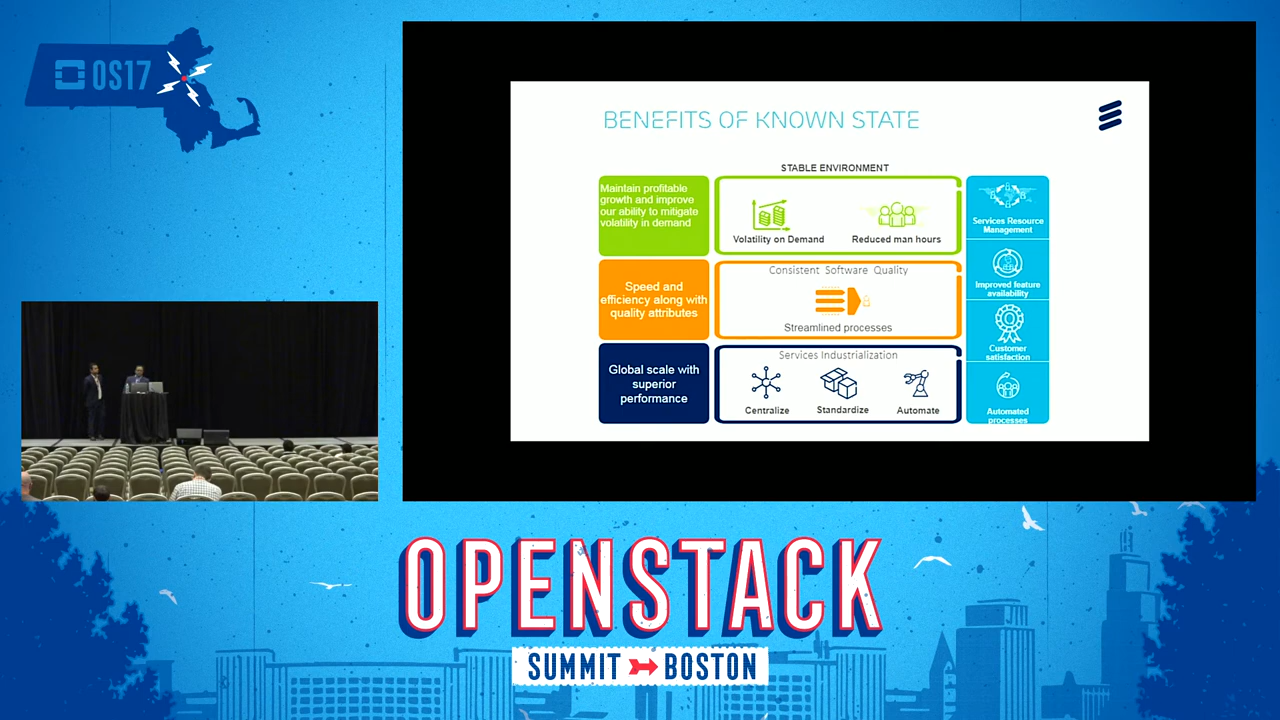 OS17
BENEFITS OF KNOWN STATE
STABLE ENVIRONMENT
Maintain profitable
growth and improve
our ability to mitigate
volatility in demand
Volatility on Demand
Reduced man hours
Services Resource
Management
Speed and
efficiency along with
quality attributes
Consistent Software Quality
Streamlined processes
Improved feature
availability
Customer
satisfaction
Global scale with
superior
performance
Services Industrialization
Centralize
Standardize
Automate
Automated
processes
OPENSTACK
SUMMIT BOSTON